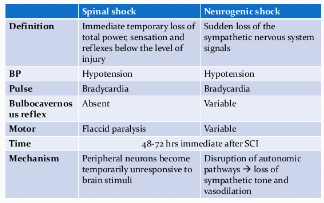 Spinal shock Neurogenic shock
Definition Immediate temporary loss of Sudden loss of the
total power, sensation and sympathetic nervous system
reflexes below the level of signals
injury
BP Hypotension Hypotension
Pulse Bradycardia Bradycardia
Bulbocavernos Absent Variable
us reflex
Motor Flaccid paralysis Variable
Time 48-72 hrs immediate after SCI
Mechanism Peripheral neurons become Disruption of autonomic
temporarily unresponsive to pathways → loss of
brain stimuli sympathetic tone and
vasodilation